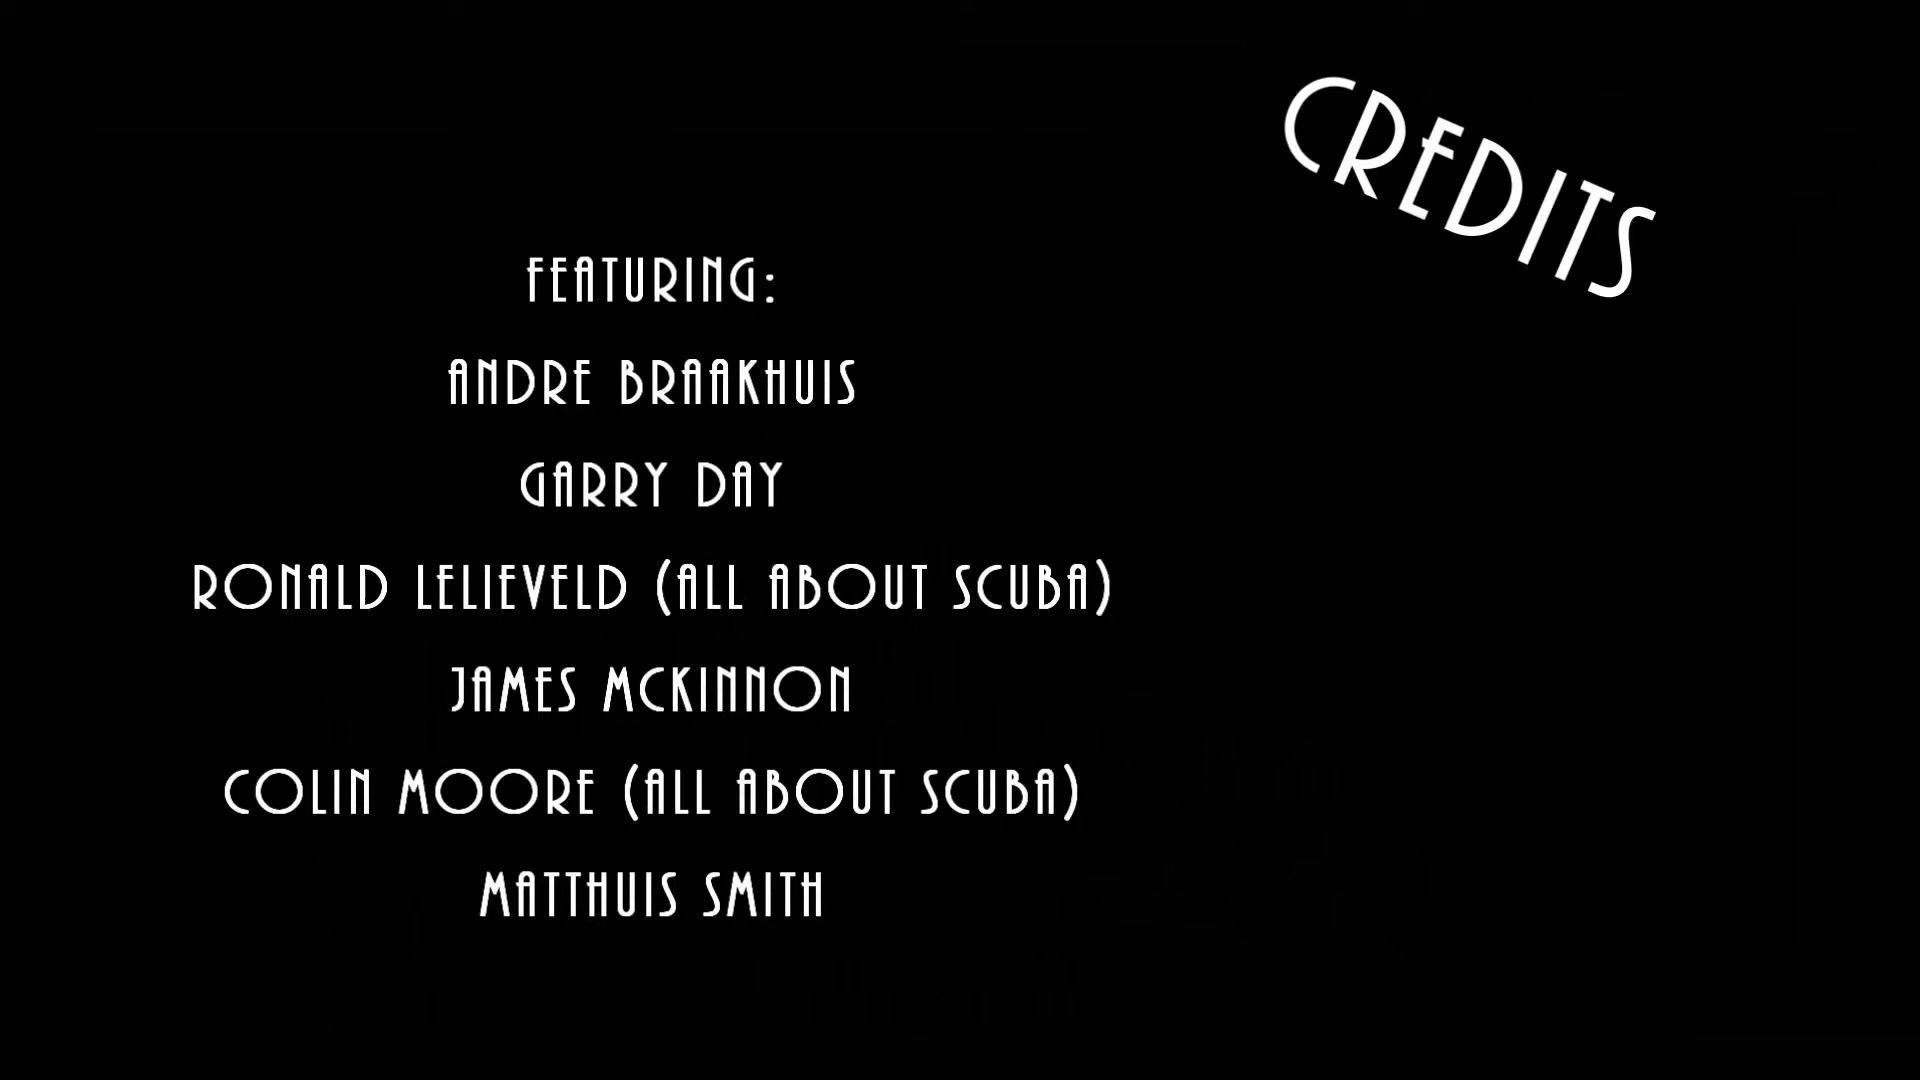 CREDITS
FEATURING:
ANDRE BRAAKHUIS
GARRY DAY
RONALD LELIEVELD (ALL ABOUT SCUBA)
JAMES MCKINNON
COLIN MOORE (ALL ABOUT SCUBA)
MATTHUIS SMITH